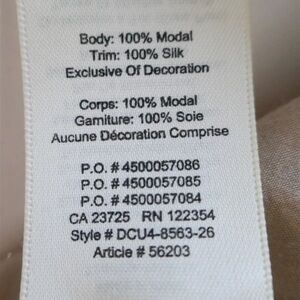 Body: 100% Modal
Trim: 100% Silk
Exclusive Of Decoration
Corps: 100% Modal
Garniture: 100% Soie
Aucune Décoration Comprise
P.O. # 4500057086
P.O. # 4500057085
P.O. # 4500057084
CA 23725 RN 122354
Style # DCU4-8563-26
Article # 56203